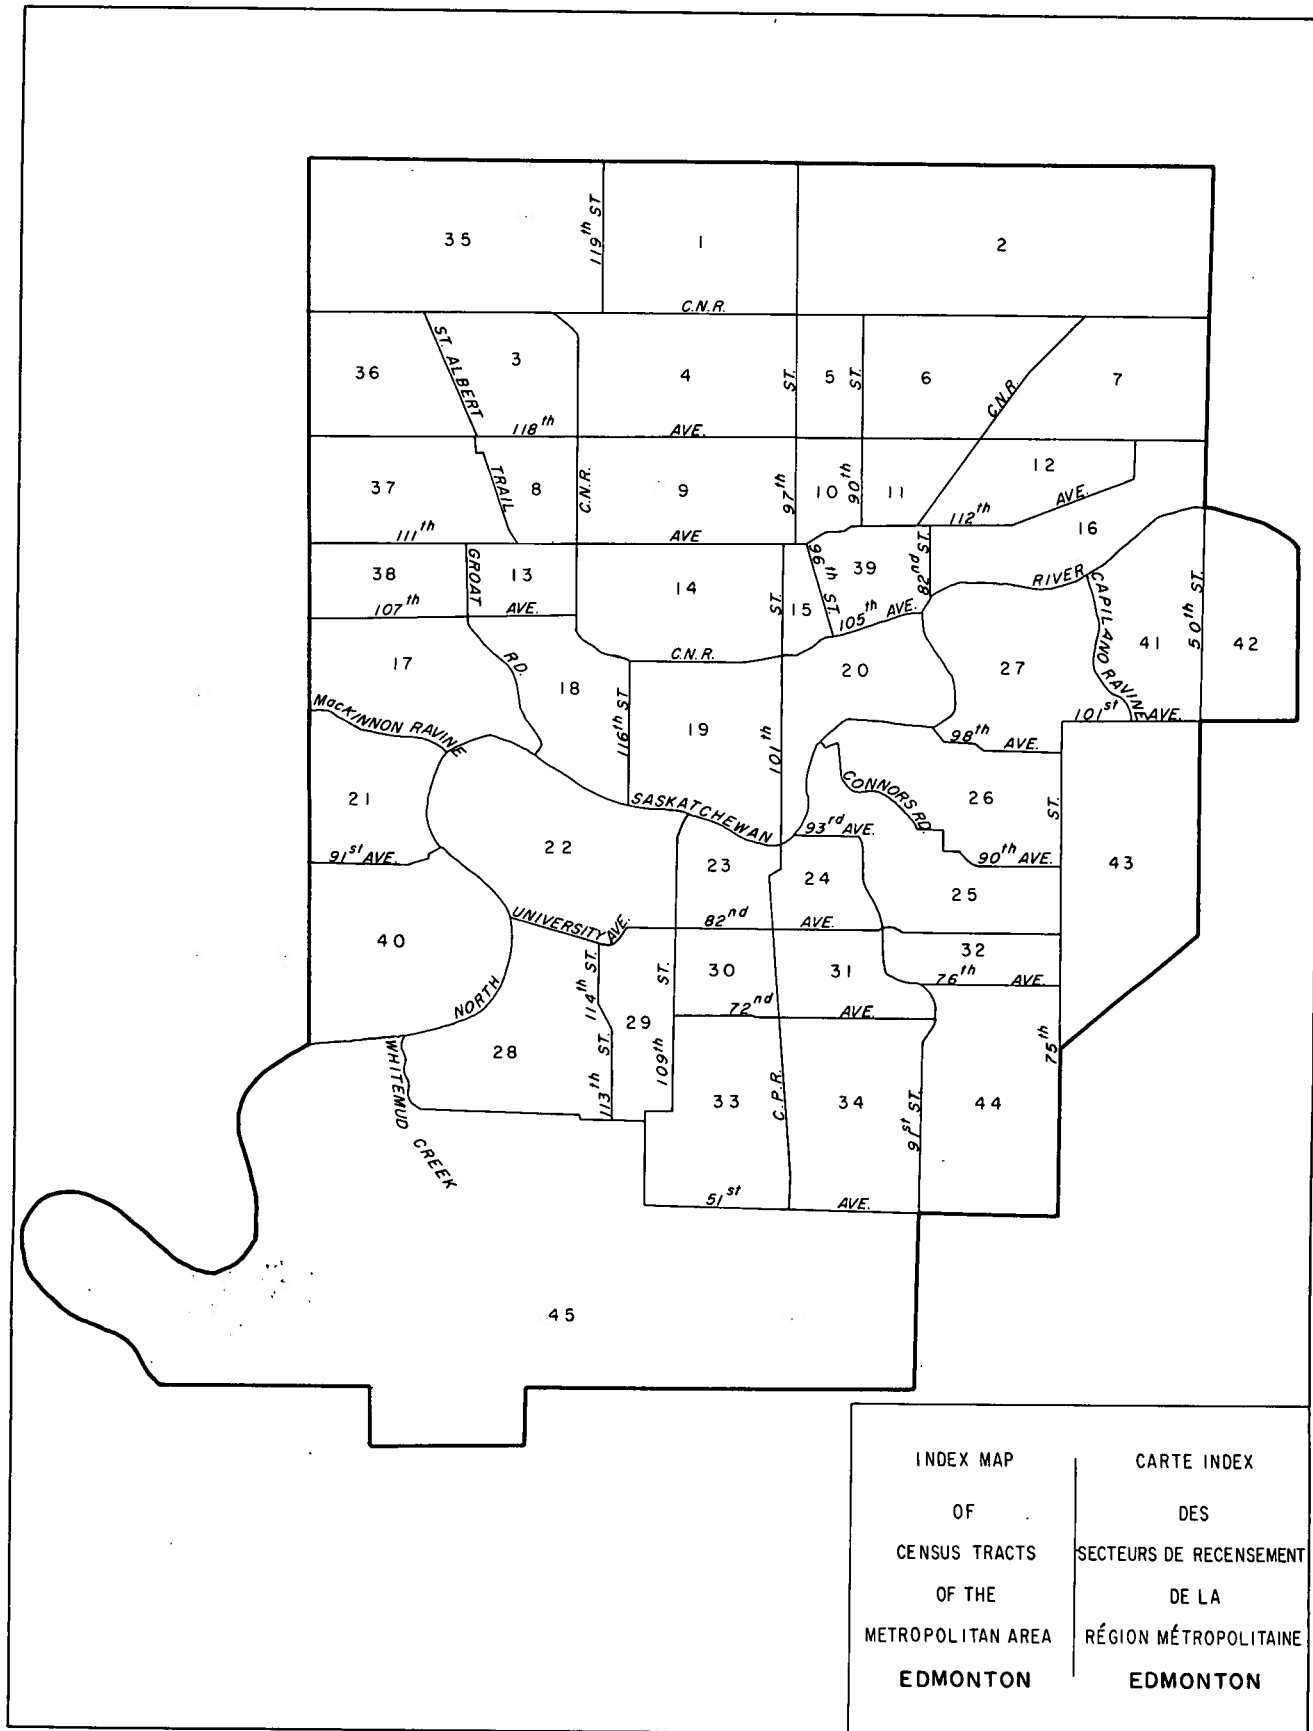 35
119th ST
1
2
C.N.R.
36
ST. ALBERT
3
4
ST.
5
ST.
6
C.N.R.
7
118th
AVE.
37
TRAIL
8
C.N.R.
9
97th
10
90th
11
12
112th
AVE.
111th
AVE
16
38
GROAT
13
14
ST.
15
96th ST.
39
82nd ST.
RIVER
CAPILANO RAVINE
50th ST.
107th
AVE.
105th AVE.
41
42
17
RD.
18
C.N.R.
20
27
MacKINNON RAVINE
116th ST
19
101th
101st
AVE.
98th
AVE.
21
SASKATCHEWAN
CONNORS RD.
26
ST.
93rd AVE.
91st AVE.
22
23
24
90th AVE.
43
25
UNIVERSITY AVE.
82nd
AVE.
40
32
114th ST.
30
31
76th
AVE.
NORTH
ST.
72nd
AVE.
29
28
WHITEMUD CREEK
113th ST.
109th
75th
33
C.P.R.
34
91st ST.
44
51st
AVE.
45
INDEX MAP
OF
CENSUS TRACTS
OF THE
METROPOLITAN AREA
EDMONTON
CARTE INDEX
DES
SECTEURS DE RECENSEMENT
DE LA
RÉGION MÉTROPOLITAINE
EDMONTON